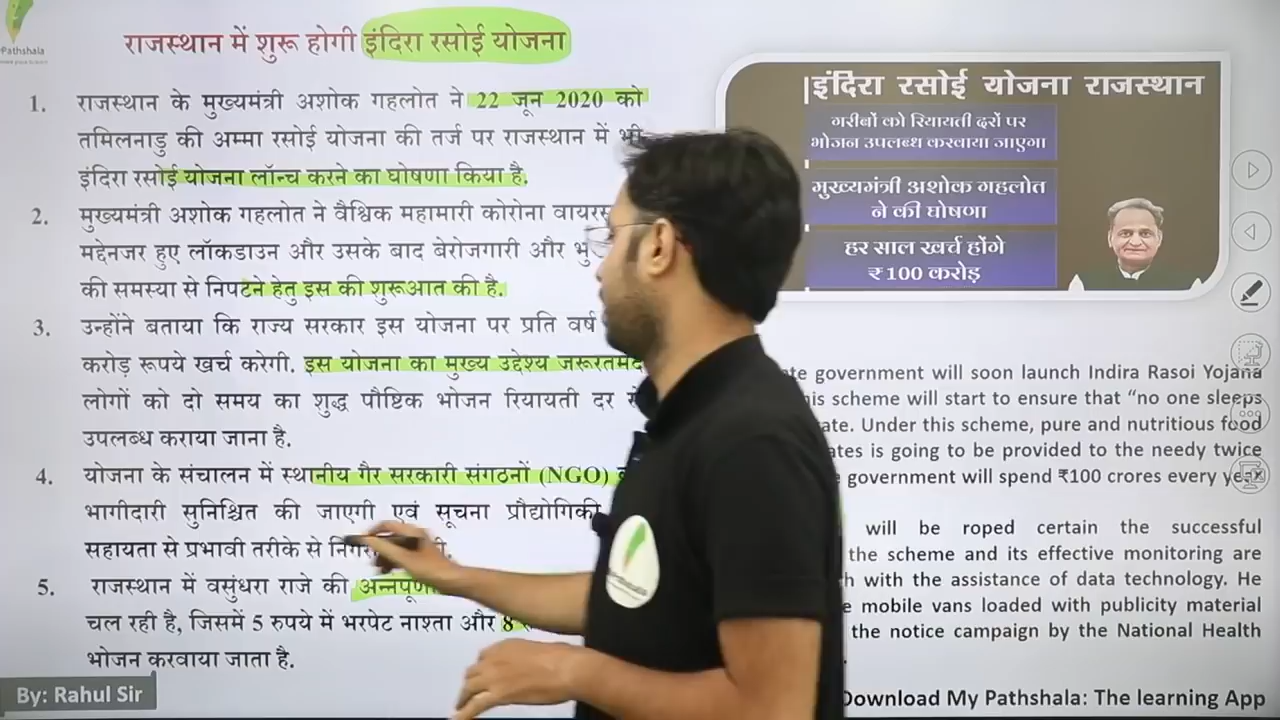 Pathshala
राजस्थान में शुरू होगी इंदिरा रसोई योजना
1. राजस्थान के मुख्यमंत्री अशोक गहलोत ने 22 जून 2020 को
तमिलनाडु की अम्मा रसोई योजना की तर्ज पर राजस्थान में भी
इंदिरा रसोई योजना लॉन्च करने का घोषणा किया है.
2. मुख्यमंत्री अशोक गहलोत ने वैश्विक महामारी कोरोना
मद्देनजर हुए लॉकडाउन और उसके बाद बेरोजगारी और
की समस्या से निपटने हेतु इस की शुरूआत की है.
3. उन्होंने बताया कि राज्य सरकार इस योजना पर प्रति वर्ष
करोड़ रूपये खर्च करेगी. इस योजना का मुख्य उद्देश्य जरूरतमंद
लोगों को दो समय का शुद्ध पौष्टिक भोजन रियायती दर
उपलब्ध कराया जाना है.
4. योजना के संचालन में स्थानीय गैर सरकारी संगठनों (NGO)
भागीदारी सुनिश्चित की जाएगी एवं सूचना प्रौद्योगिकी
सहायता से प्रभावी तरीके से
5. राजस्थान में वसुंधरा राजे की
चल रही है, जिसमें 5 रुपये में भरपेट नाश्ता और 8
भोजन करवाया जाता है.
By: Rahul Sir
इंदिरा रसोई योजना राजस्थान
गरीबों को रियायती दरों पर
भोजन उपलब्ध करवाया जाएगा
मुख्यमंत्री अशोक गहलोत
ने की घोषणा
हर साल खर्च होंगे
₹100 करोड़
government will soon launch Indira Rasoi Yojana
scheme will start to ensure that “no one sleeps
Under this scheme, pure and nutritious food
is going to be provided to the needy twice
government will spend ₹100 crores every year
will be roped certain the successful
the scheme and its effective monitoring are
with the assistance of data technology. He
mobile vans loaded with publicity material
the notice campaign by the National Health
Download My Pathshala: The learning App